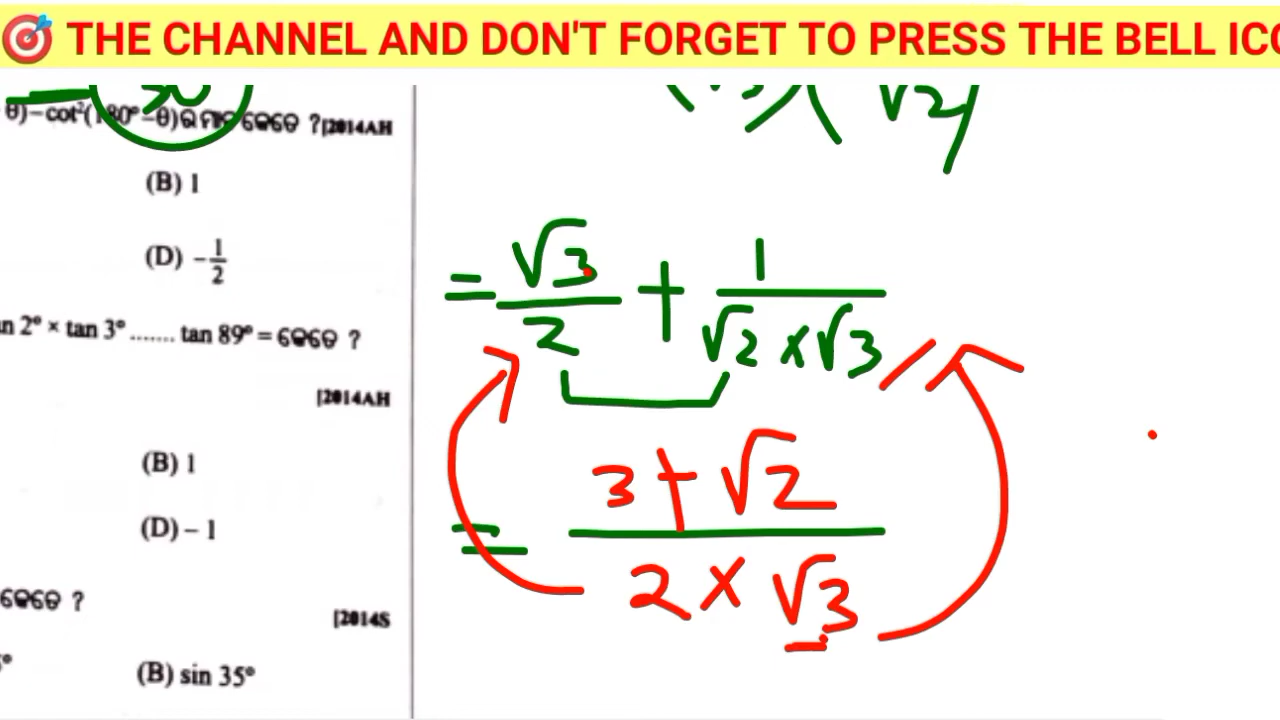 THE CHANNEL AND DON'T FORGET TO PRESS THE BELL ICO
θ)−cot²(180°−θ)ର ମାନ କେତେ ?[2014AH
(B) 1
(D) −1/2
n 2° × tan 3° ....... tan 89° = କେତେ ?
[2014AH
(B) 1
(D) − 1
କେତେ ?
[2014S
(B) sin 35°
= √3/2 + 1/(√2 × √3)
= (3 + √2)/(2 × √3)